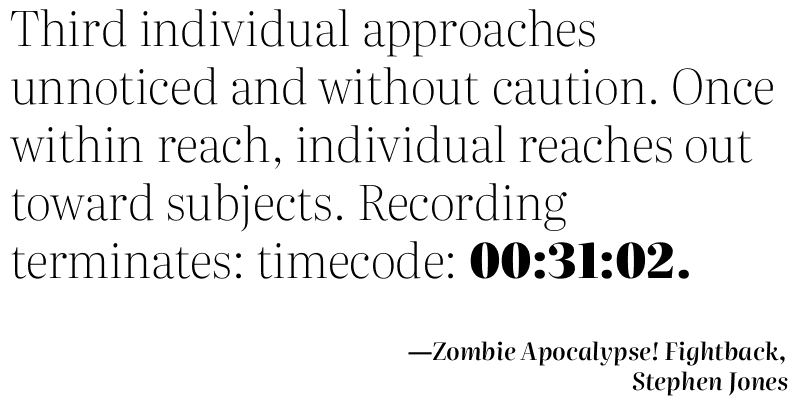 Third individual approaches
unnoticed and without caution. Once
within reach, individual reaches out
toward subjects. Recording
terminates: timecode: 00:31:02.
—Zombie Apocalypse! Fightback,
Stephen Jones